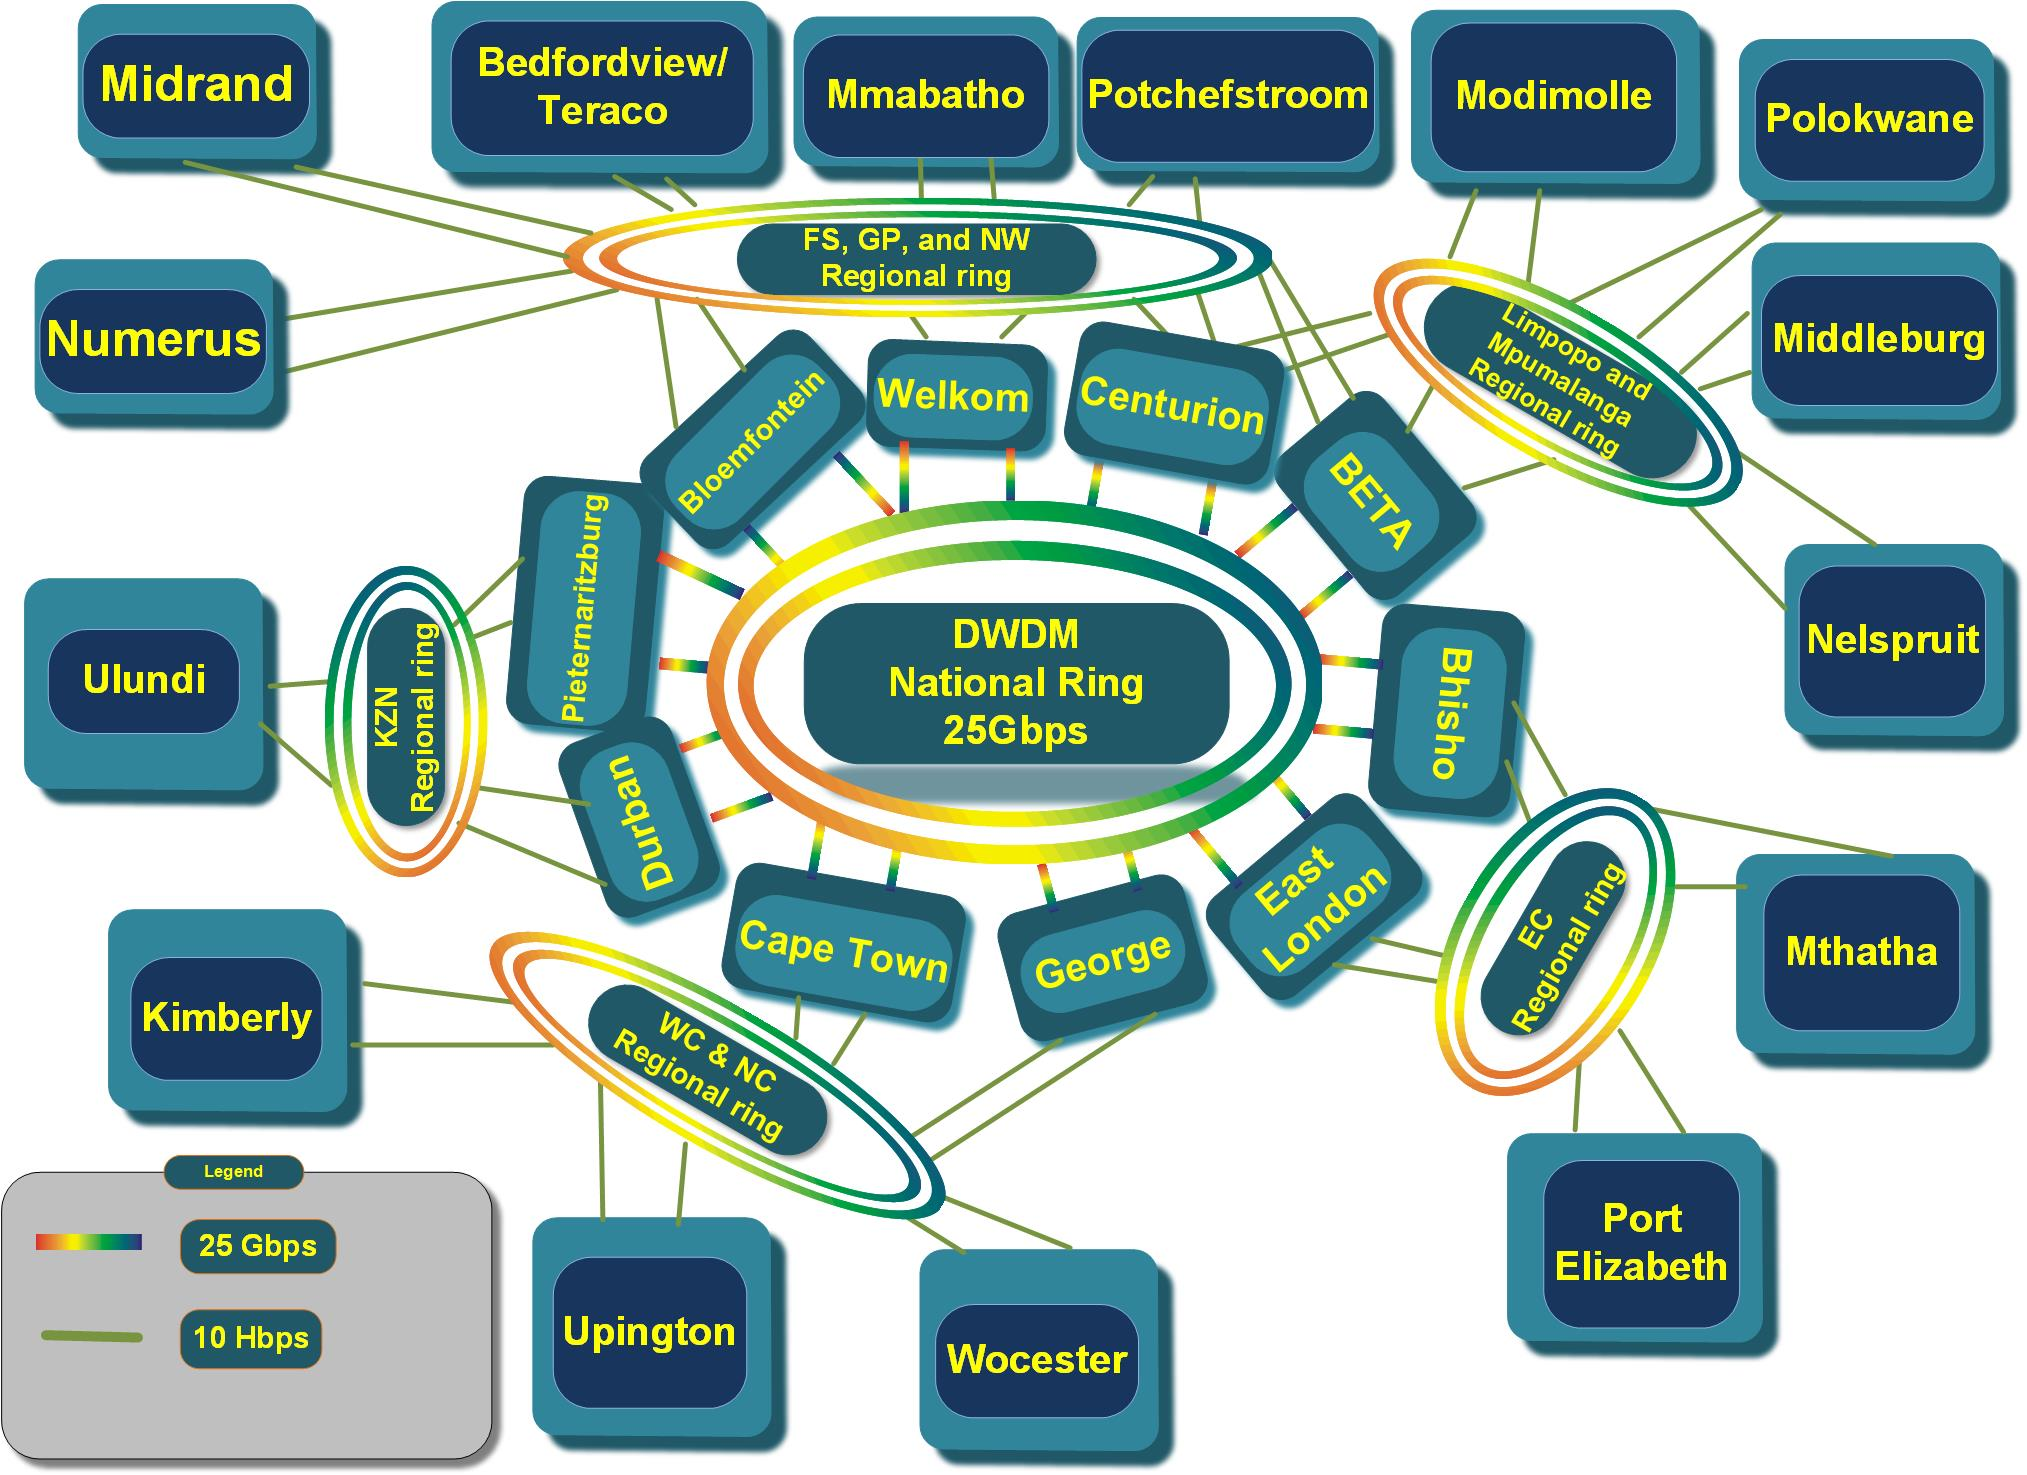 Midrand
Bedfordview/
Teraco
Mmabatho
Potchefstroom
Modimolle
Polokwane
FS, GP, and NW
Regional ring
Numerus
Limpopo and
Mpumalanga
Regional ring
Middleburg
Bloemfontein
Welkom
Centurion
BETA
Pieternaritzburg
DWDM
National Ring
25Gbps
Bhisho
Nelspruit
Ulundi
KZN
Regional ring
Durban
Cape Town
George
East
London
EC
Regional ring
Mthatha
Kimberly
WC & NC
Regional ring
Legend
25 Gbps
10 Hbps
Upington
Wocester
Port
Elizabeth